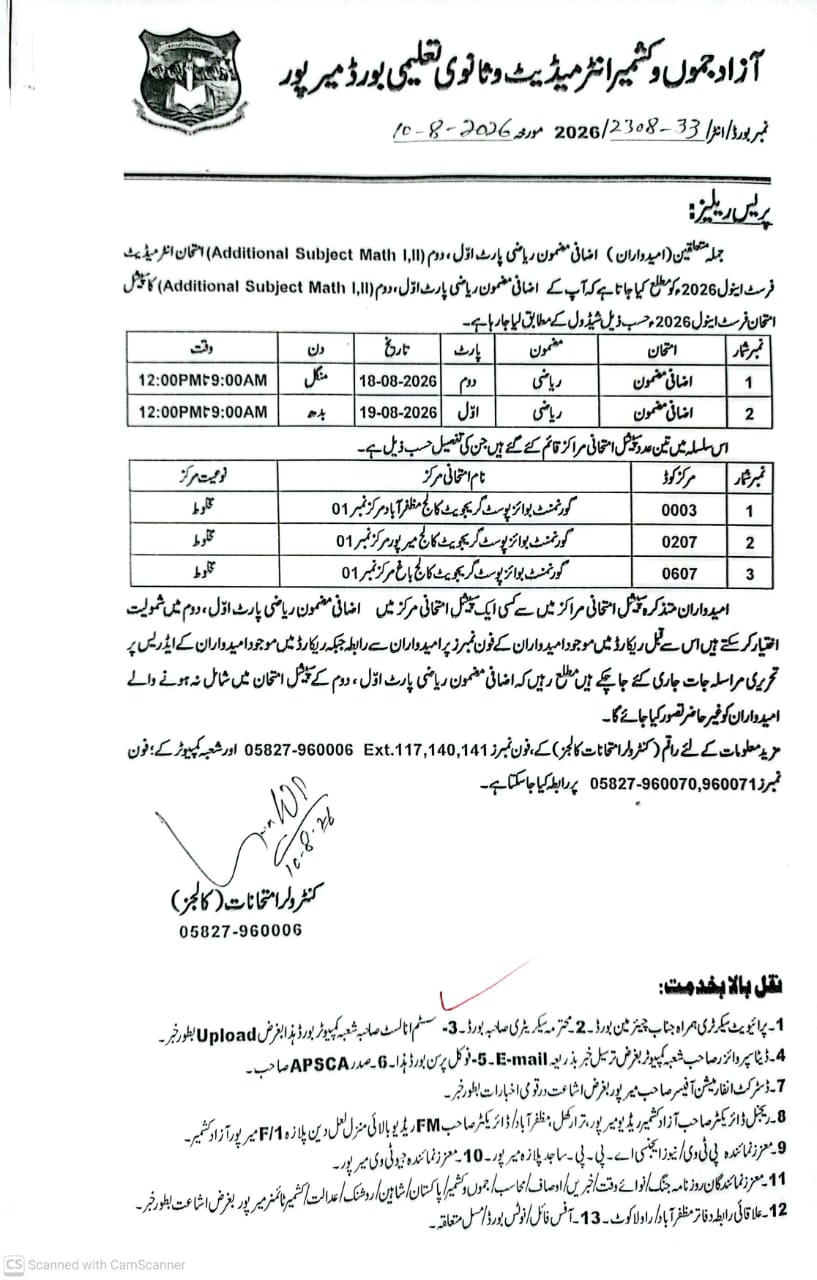 آزاد جموں و کشمیر انٹرمیڈیٹ و ثانوی تعلیمی بورڈ میرپور
نمبر بورڈ/انٹر/2308-33/2026 مورخہ 10-8-2026
پریس ریلیز:
جملہ متعلقین (امیدواران) اضافی مضمون ریاضی پارٹ اوّل، دوم (Additional Subject Math I,II) امتحان انٹرمیڈیٹ
فرسٹ اینول 2026ء کو مطلع کیا جاتا ہے کہ آپ کے اضافی مضمون ریاضی پارٹ اوّل، دوم (Additional Subject Math I,II) کا سپیشل
امتحان فرسٹ اینول 2026ء حسب ذیل شیڈول کے مطابق لیا جا رہا ہے۔
نمبر شمار امتحان مضمون پارٹ تاریخ دن وقت
1 اضافی مضمون ریاضی دوم 18-08-2026 منگل 9:00AM تا 12:00PM
2 اضافی مضمون ریاضی اوّل 19-08-2026 بدھ 9:00AM تا 12:00PM
اس سلسلہ میں تین عدد سپیشل امتحانی مراکز قائم کئے گئے ہیں جن کی تفصیل حسب ذیل ہے۔
نمبر شمار مرکز کوڈ نام امتحانی مرکز نوعیت مرکز
1 0003 گورنمنٹ بوائز پوسٹ گریجویٹ کالج مظفرآباد مرکز نمبر 01 مخلوط
2 0207 گورنمنٹ بوائز پوسٹ گریجویٹ کالج میرپور مرکز نمبر 01 مخلوط
3 0607 گورنمنٹ بوائز پوسٹ گریجویٹ کالج باغ مرکز نمبر 01 مخلوط
امیدواران متذکرہ سپیشل امتحانی مراکز میں سے کسی ایک سپیشل امتحانی مرکز میں اضافی مضمون ریاضی پارٹ اوّل، دوم میں شمولیت
اختیار کر سکتے ہیں اس سے قبل ریکارڈ میں موجود امیدواران کے فون نمبرز پر امیدواران سے رابطہ جبکہ ریکارڈ میں موجود امیدواران کے ایڈریس پر
تحریری مراسلہ جات جاری کئے جا چکے ہیں مطلع رہیں کہ اضافی مضمون ریاضی پارٹ اوّل، دوم کے سپیشل امتحان میں شامل نہ ہونے والے
امیدواران کو غیر حاضر تصور کیا جائے گا۔
مزید معلومات کے لئے راقم (کنٹرولر امتحانات کالجز) کے، فون نمبرز 05827-960006 Ext.117,140,141 اور شعبہ کمپیوٹر کے؛ فون
نمبرز 05827-960070,960071 پر رابطہ کیا جا سکتا ہے۔
10-8-26
کنٹرولر امتحانات (کالجز)
05827-960006
نقل بالا بخدمت:
1۔ پرائیویٹ سیکرٹری ہمراہ جناب چیئرمین بورڈ۔ 2۔ محترمہ سیکریٹری صاحبہ بورڈ۔ 3۔ سسٹم انالسٹ صاحبہ شعبہ کمپیوٹر بورڈ ہذا بغرض Upload بطور خبر۔
4۔ ڈیٹا سپروائزر صاحب شعبہ کمپیوٹر بغرض ترسیل خبر بذریعہ E-mail۔ 5۔ فوکل پرسن بورڈ ہذا۔ 6۔ صدر APSCA صاحب۔
7۔ ڈسٹرکٹ انفارمیشن آفیسر صاحب میرپور بغرض اشاعت در قومی اخبارات بطور خبر۔
8۔ ریجنل ڈائریکٹر صاحب آزاد کشمیر ریڈیو میرپور، تراڑکھل، مظفرآباد/ڈائریکٹر صاحب FM ریڈیو بالائی منزل لعل دین پلازہ F/1 میرپور آزاد کشمیر۔
9۔ معزز نمائندہ پی ٹی وی/نیوز ایجنسی اے۔پی۔پی۔ ساجد پلازہ میرپور۔ 10۔ معزز نمائندہ جیو ٹی وی میرپور۔
11۔ معزز نمائندگان روزنامہ جنگ/نوائے وقت/خبریں/اوصاف/محاسب/جموں و کشمیر/پاکستان/شاہین/روشنک/عدالت/کشمیر ٹائمز میرپور بغرض اشاعت بطور خبر۔
12۔ علاقائی رابطہ دفاتر مظفرآباد/راولاکوٹ۔ 13۔ آفس فائل/نوٹس بورڈ/مسل متعلقہ۔
CS Scanned with CamScanner